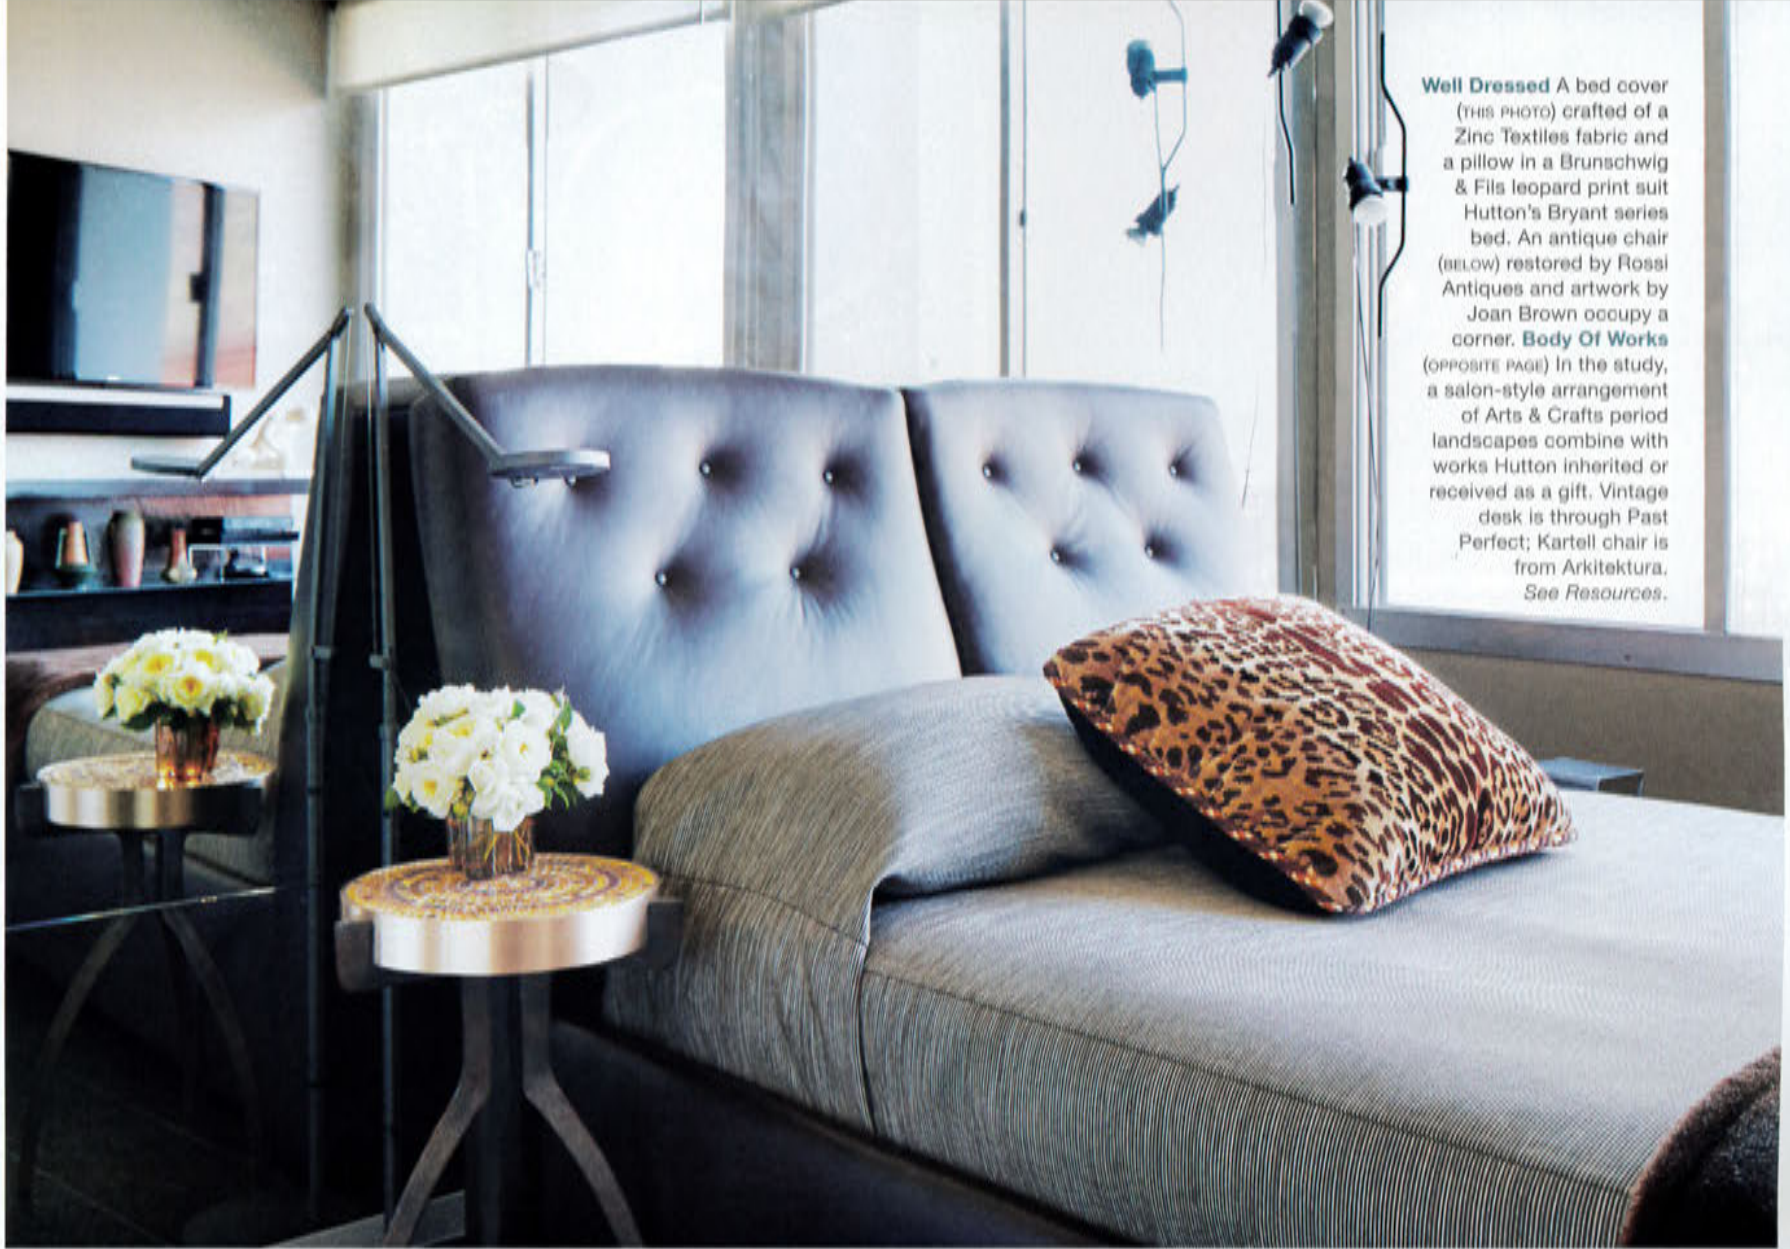 Well Dressed A bed cover
(THIS PHOTO) crafted of a
Zinc Textiles fabric and
a pillow in a Brunschwig
& Fils leopard print suit
Hutton's Bryant series
bed. An antique chair
(BELOW) restored by Rossi
Antiques and artwork by
Joan Brown occupy a
corner. Body Of Works
(OPPOSITE PAGE) In the study,
a salon-style arrangement
of Arts & Crafts period
landscapes combine with
works Hutton inherited or
received as a gift. Vintage
desk is through Past
Perfect; Kartell chair is
from Arkitektura.
See Resources.